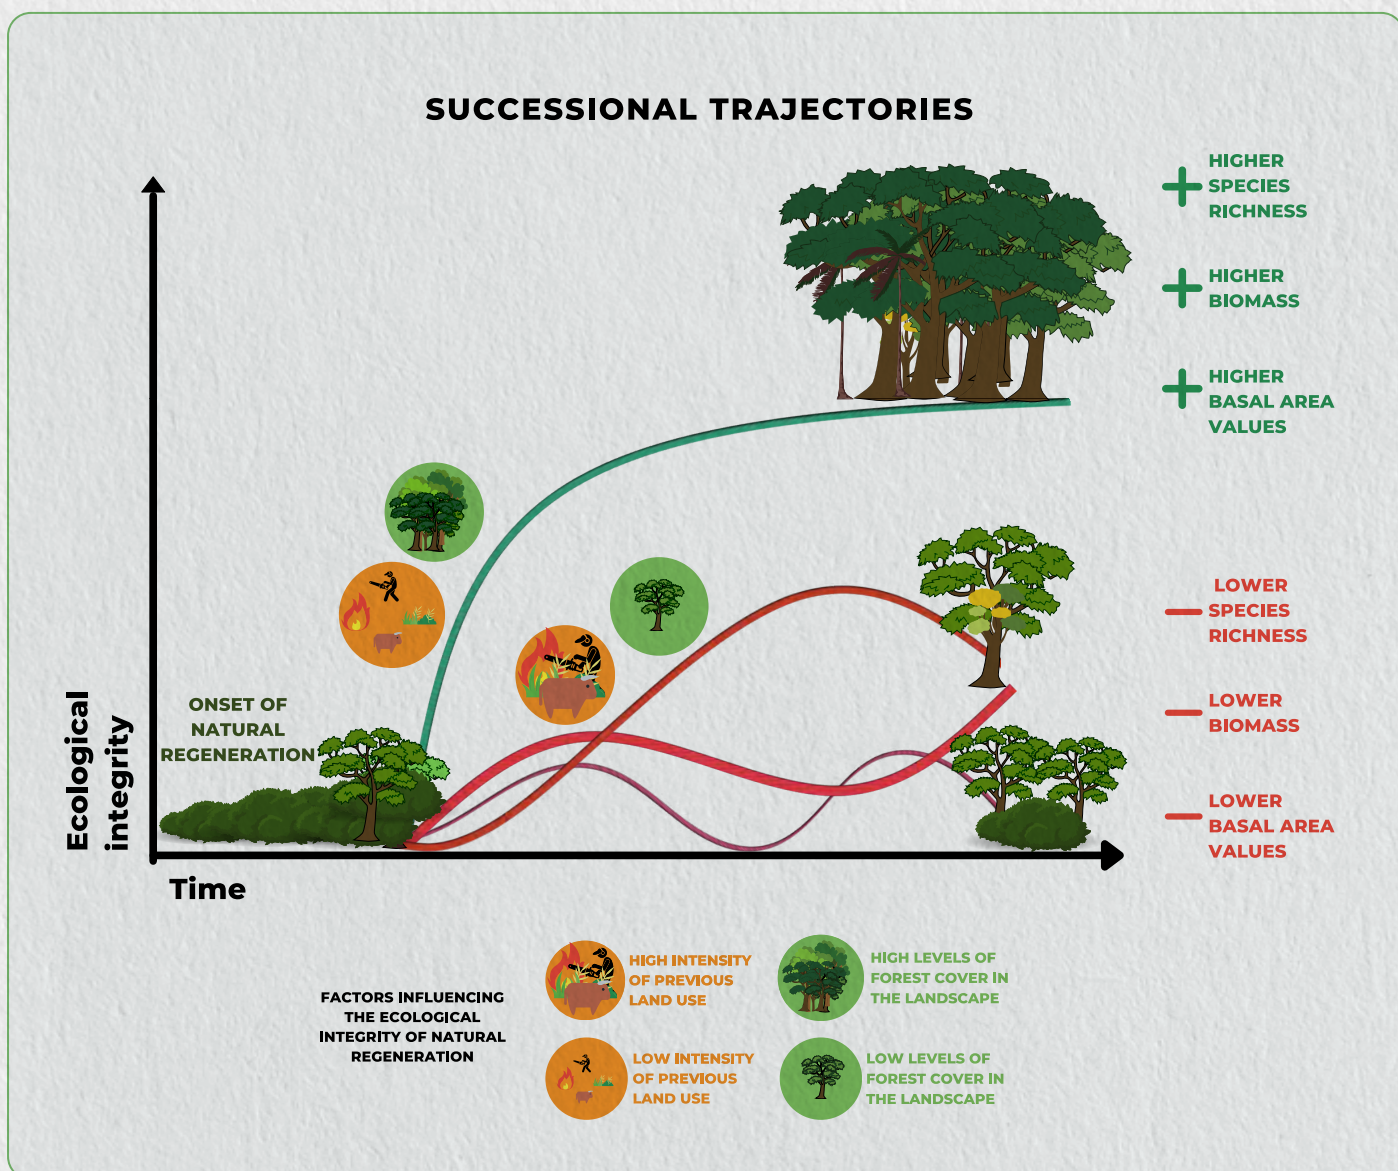 SUCCESSIONAL TRAJECTORIES
HIGHER
SPECIES
RICHNESS
HIGHER
BIOMASS
HIGHER
BASAL AREA
VALUES
LOWER
SPECIES
RICHNESS
LOWER
BIOMASS
LOWER
BASAL AREA
VALUES
ONSET OF
NATURAL
REGENERATION
Ecological
integrity
Time
FACTORS INFLUENCING
THE ECOLOGICAL
INTEGRITY OF NATURAL
REGENERATION
HIGH INTENSITY
OF PREVIOUS
LAND USE
LOW INTENSITY
OF PREVIOUS
LAND USE
HIGH LEVELS OF
FOREST COVER IN
THE LANDSCAPE
LOW LEVELS OF
FOREST COVER IN
THE LANDSCAPE